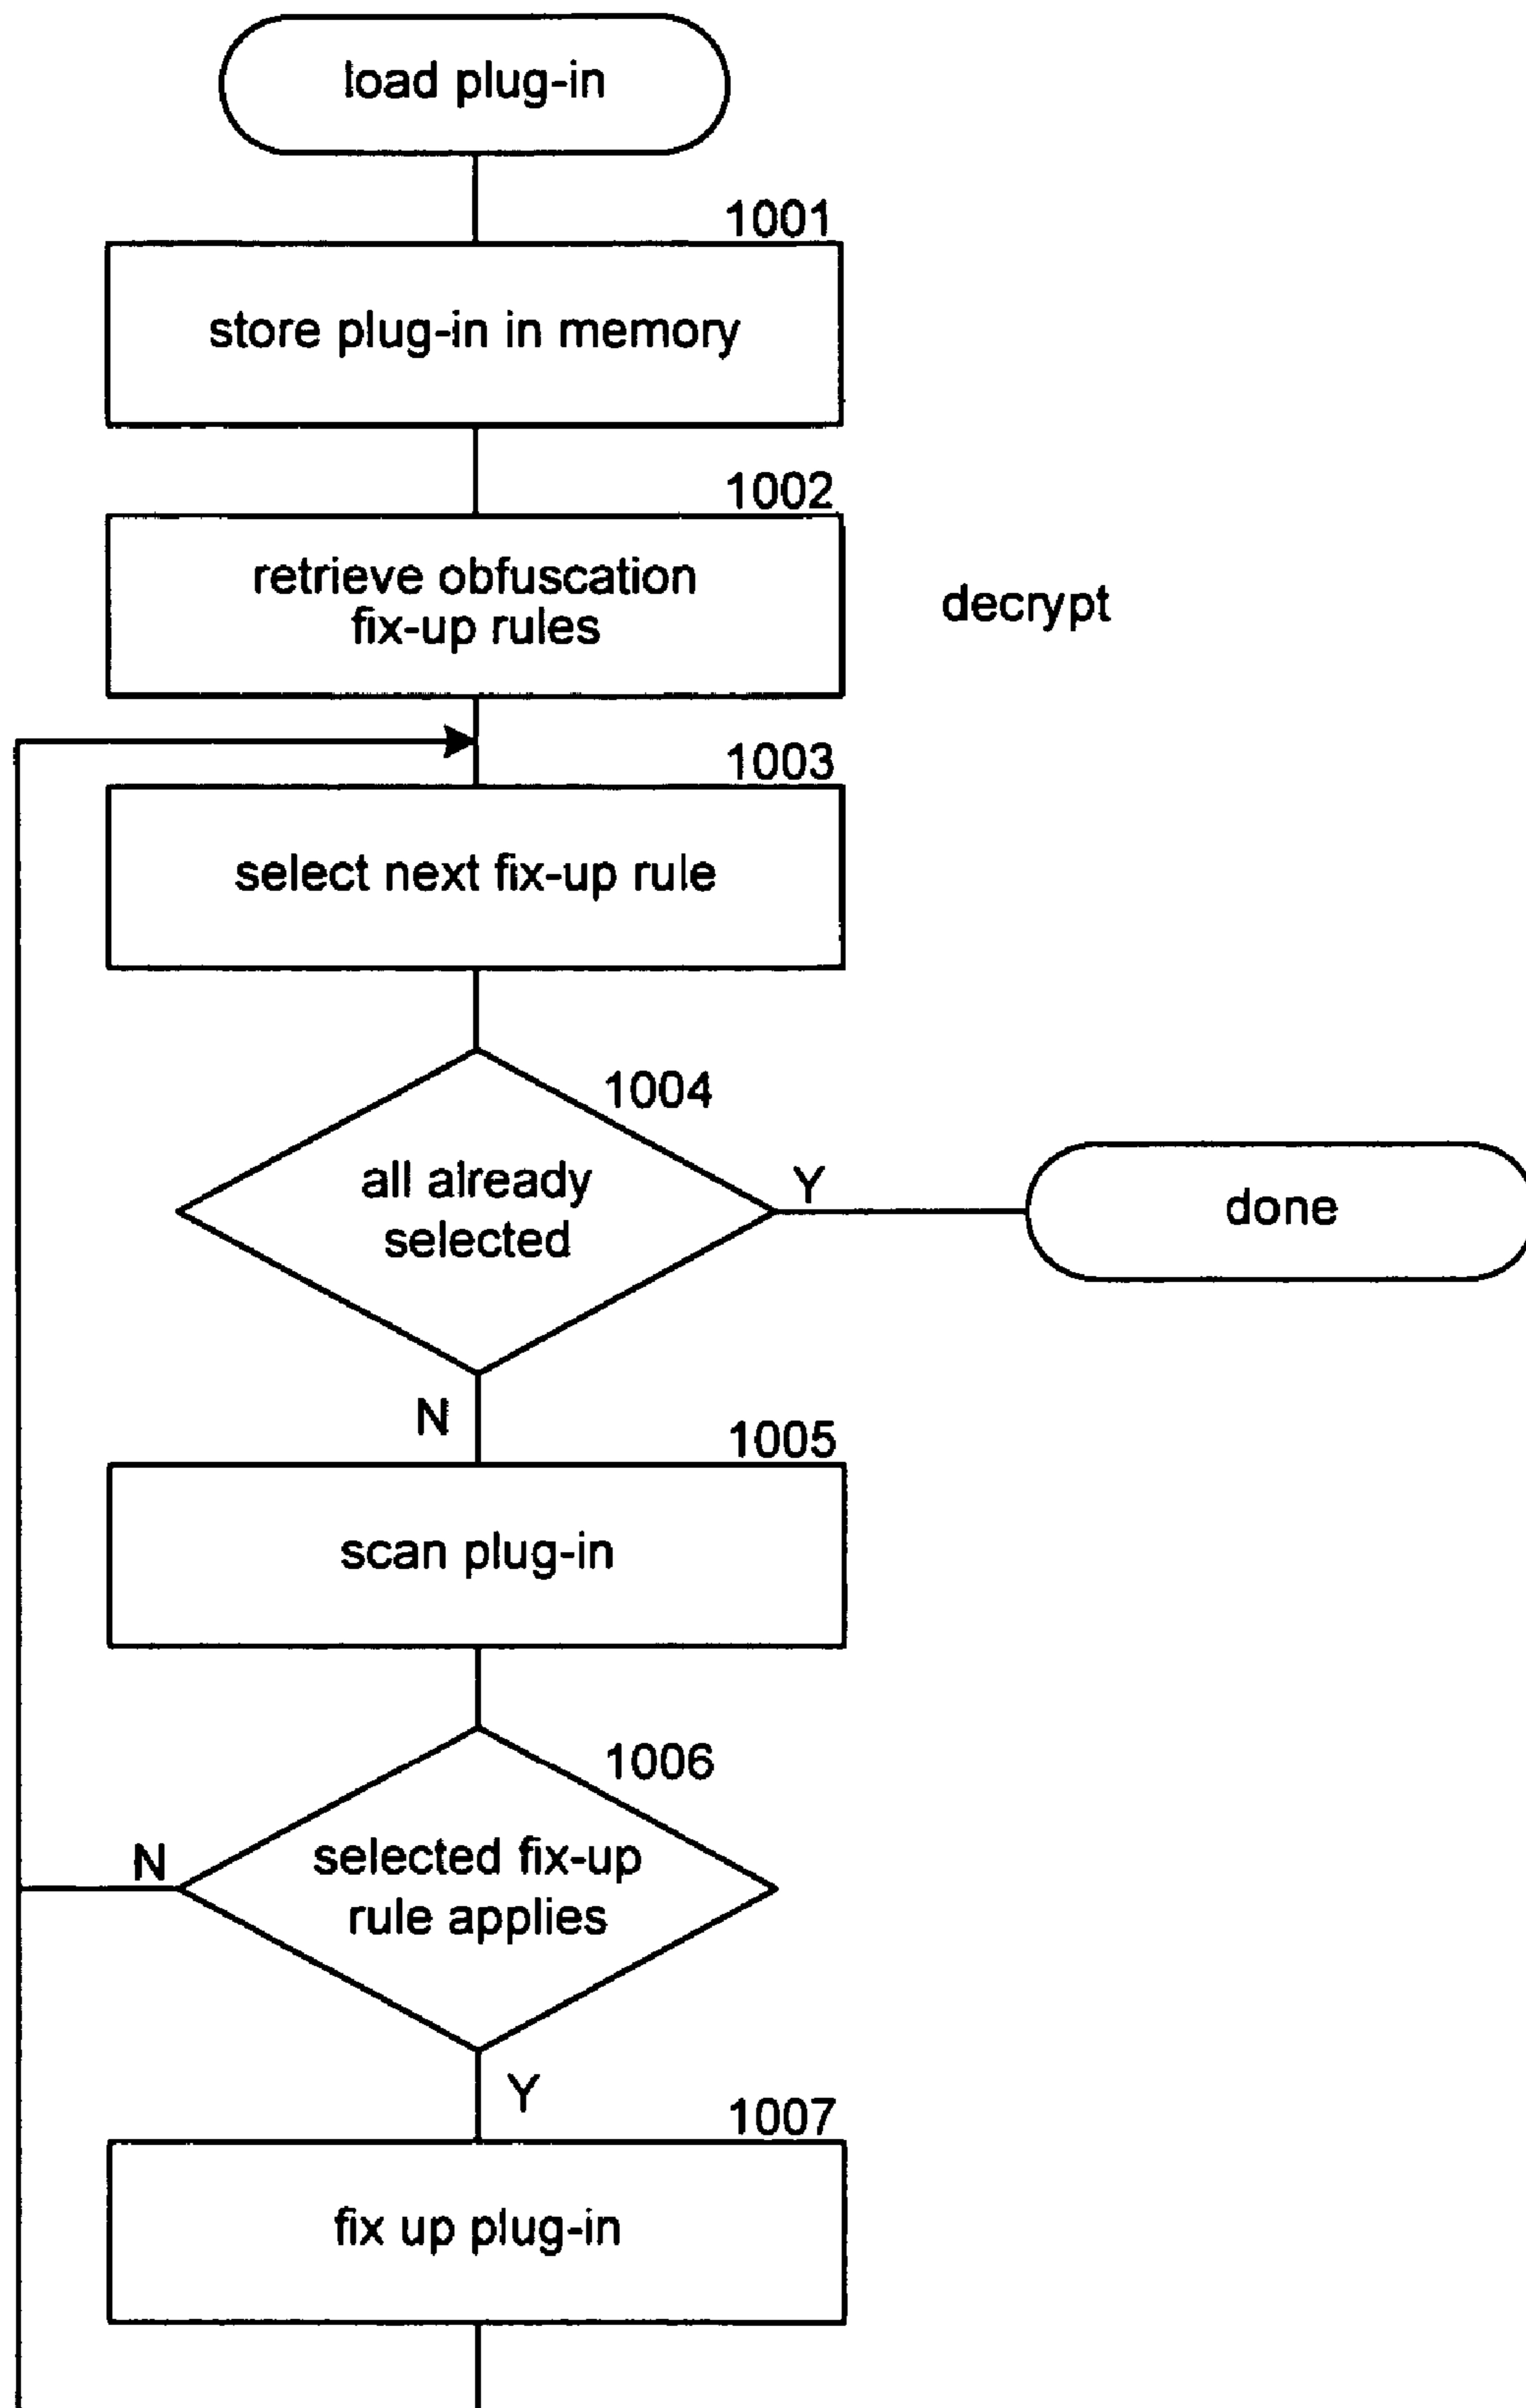 load plug-in
1001
store plug-in in memory
1002
retrieve obfuscation
fix-up rules
decrypt
1003
select next fix-up rule
1004
all already
selected
Y
done
N
1005
scan plug-in
1006
selected fix-up
rule applies
N
Y
1007
fix up plug-in